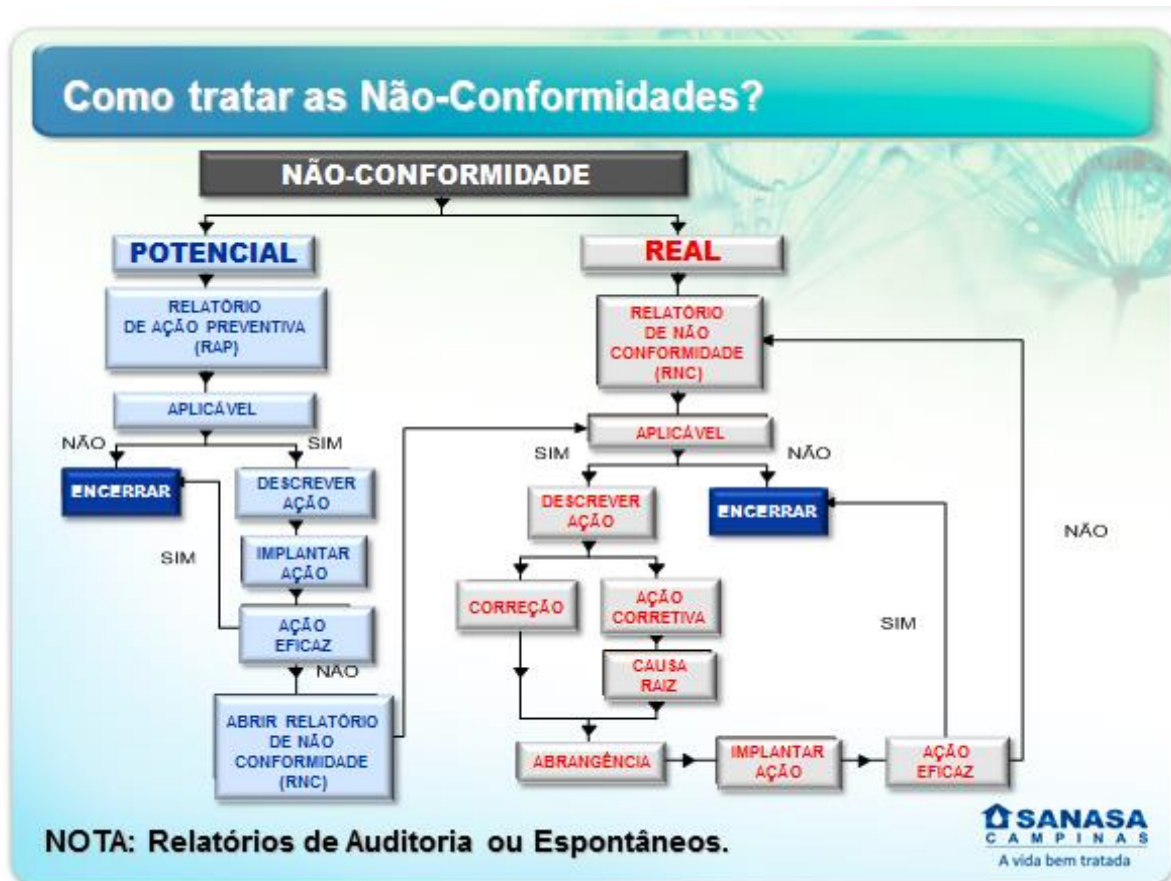 Como tratar as Não-Conformidades?
NÃO-CONFORMIDADE
POTENCIAL
RELATÓRIO
DE AÇÃO PREVENTIVA
(RAP)
APLICÁVEL
NÃO
SIM
ENCERRAR
DESCREVER
AÇÃO
SIM
IMPLANTAR
AÇÃO
AÇÃO
EFICAZ
NÃO
ABRIR RELATÓRIO
DE NÃO
CONFORMIDADE
(RNC)
REAL
RELATÓRIO
DE NÃO
CONFORMIDADE
(RNC)
APLICÁVEL
SIM
NÃO
DESCREVER
AÇÃO
ENCERRAR
NÃO
CORREÇÃO
AÇÃO
CORRETIVA
SIM
CAUSA
RAIZ
ABRANGÊNCIA
IMPLANTAR
AÇÃO
AÇÃO
EFICAZ
NOTA: Relatórios de Auditoria ou Espontâneos.
SANASA
CAMPINAS
A vida bem tratada